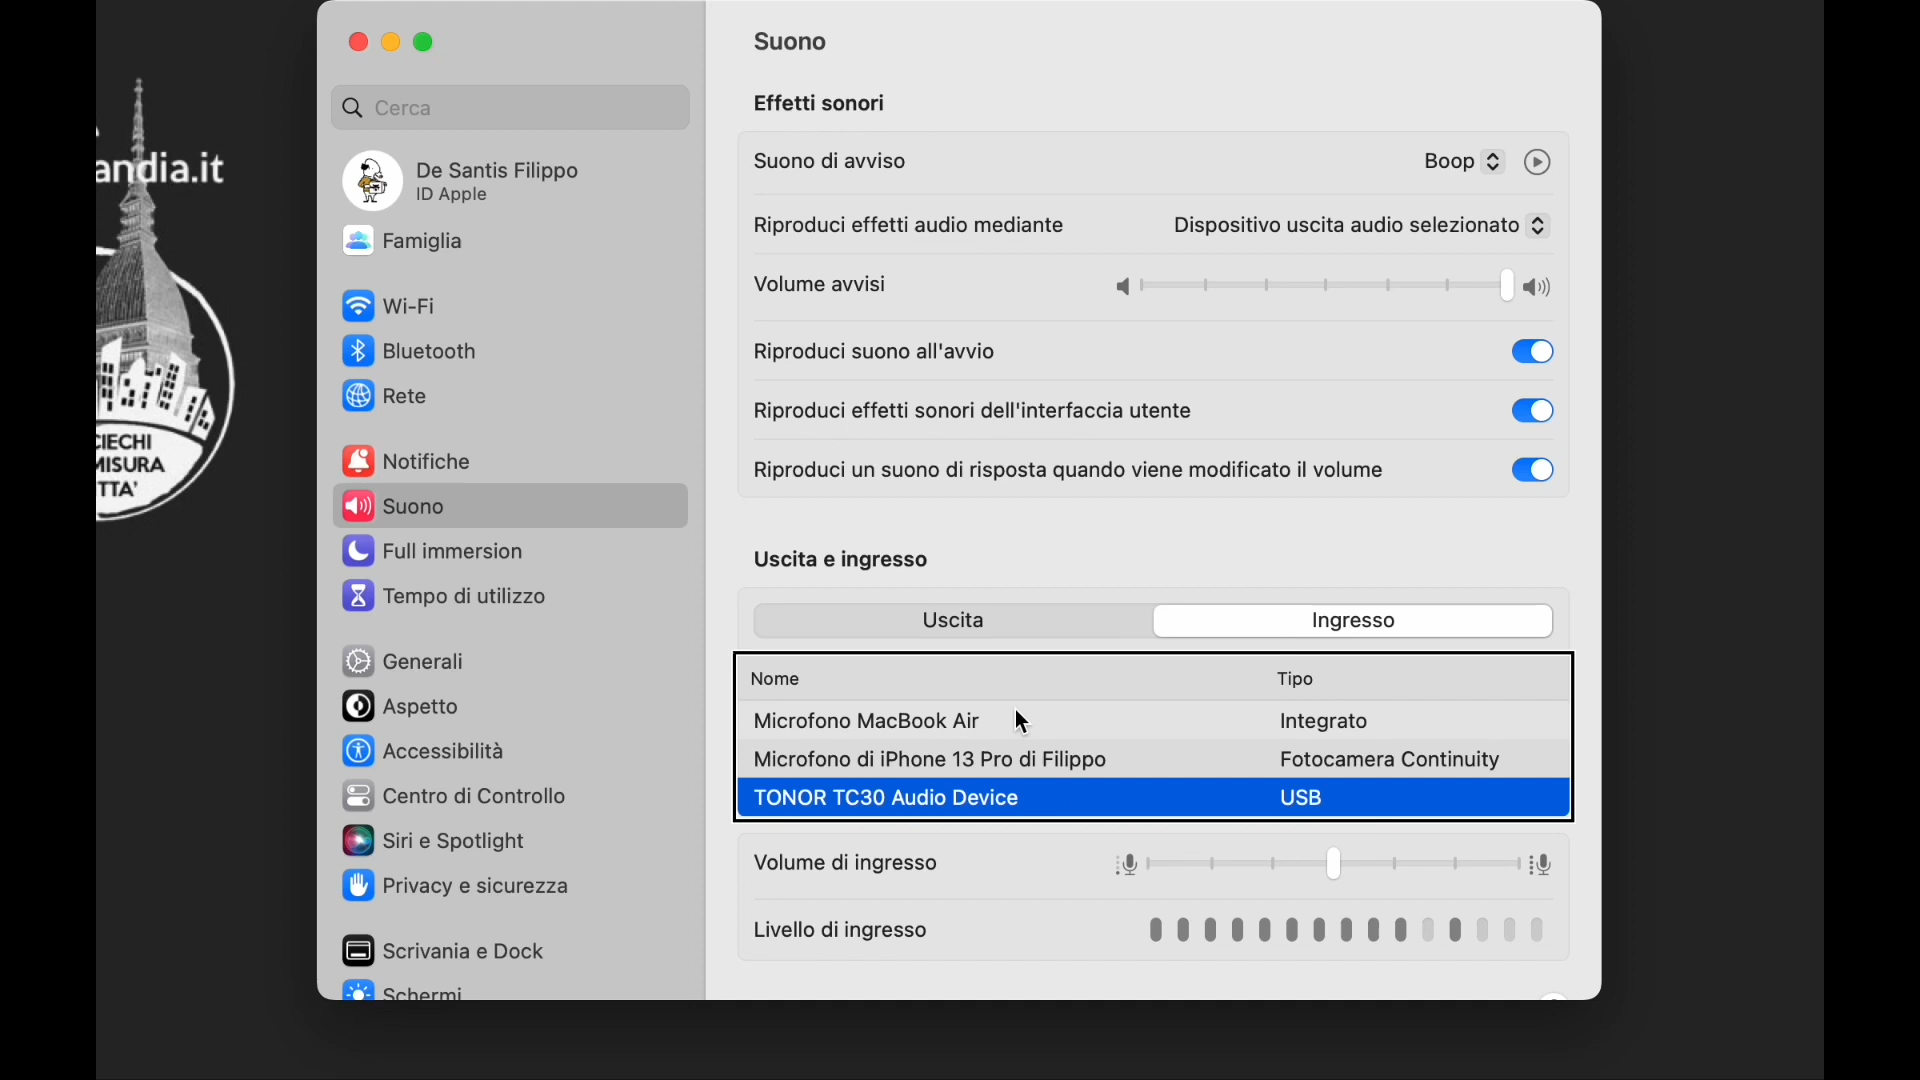 andia.it
CIECHI
MISURA
TTA'
Cerca
De Santis Filippo
ID Apple
Famiglia
Wi-Fi
Bluetooth
Rete
Notifiche
Suono
Full immersion
Tempo di utilizzo
Generali
Aspetto
Accessibilità
Centro di Controllo
Siri e Spotlight
Privacy e sicurezza
Scrivania e Dock
Schermi
Suono
Effetti sonori
Suono di avviso Boop
Riproduci effetti audio mediante Dispositivo uscita audio selezionato
Volume avvisi
Riproduci suono all'avvio
Riproduci effetti sonori dell'interfaccia utente
Riproduci un suono di risposta quando viene modificato il volume
Uscita e ingresso
Uscita Ingresso
Nome Tipo
Microfono MacBook Air Integrato
Microfono di iPhone 13 Pro di Filippo Fotocamera Continuity
TONOR TC30 Audio Device USB
Volume di ingresso
Livello di ingresso